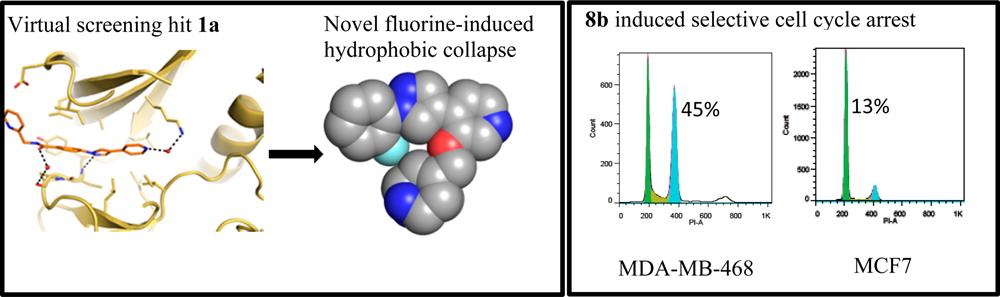 Virtual screening hit 1a
Novel fluorine-induced
hydrophobic collapse
8b induced selective cell cycle arrest
Count
800
600
400
200
0
45%
0 200 400 600 800 1K
PI-A
MDA-MB-468
Count
2000
1500
1000
500
0
13%
0 200 400 600 800 1K
PI-A
MCF7